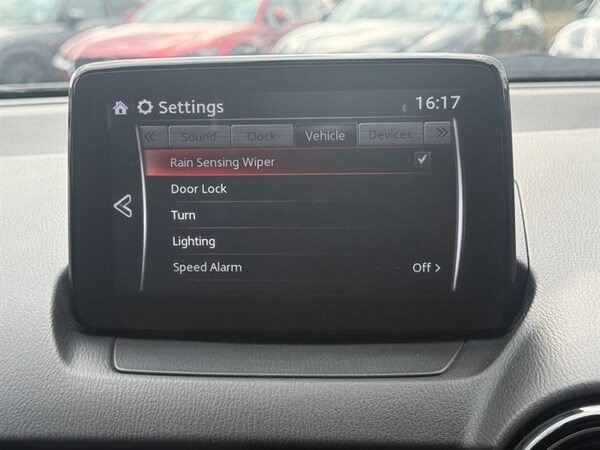 Settings 16:17
Sound Clock Vehicle Devices
Rain Sensing Wiper
Door Lock
Turn
Lighting
Speed Alarm Off